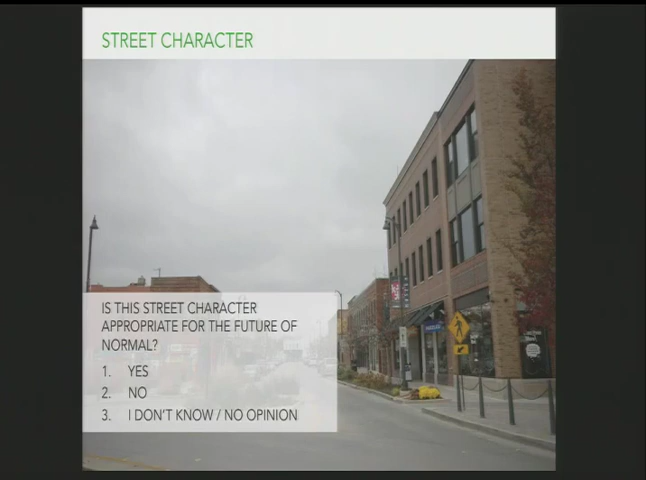 STREET CHARACTER
IS THIS STREET CHARACTER
APPROPRIATE FOR THE FUTURE OF
NORMAL?
1. YES
2. NO
3. I DON'T KNOW / NO OPINION